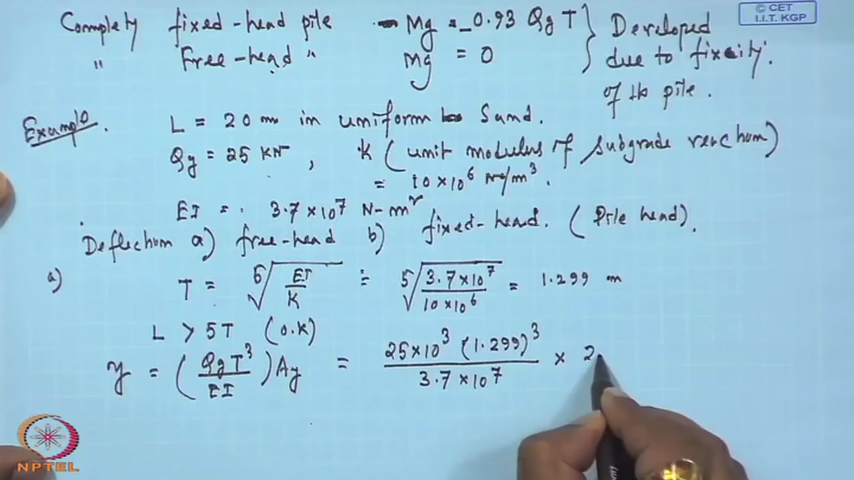 © CET
I.I.T. KGP
Complety fixed-head pile - Mg = -0.93 Qg T } Developed
" Free-head " Mg = 0 due to fixity.
of the pile.
Example. L = 20 m in uniform Sand.
Qg = 25 KN, K (unit modulus of subgrade reaction)
= 10×10⁶ N/m³.
EI = 3.7×10⁷ N-m²
Deflection a) free-head b) fixed-head. (Pile head).
a) T = ⁵√(EI/K) = ⁵√(3.7×10⁷/10×10⁶) = 1.299 m
L > 5T (O.K)
y = (QgT³/EI) Ay = 25×10³ (1.299)³/3.7×10⁷ × 2.
NPTEL